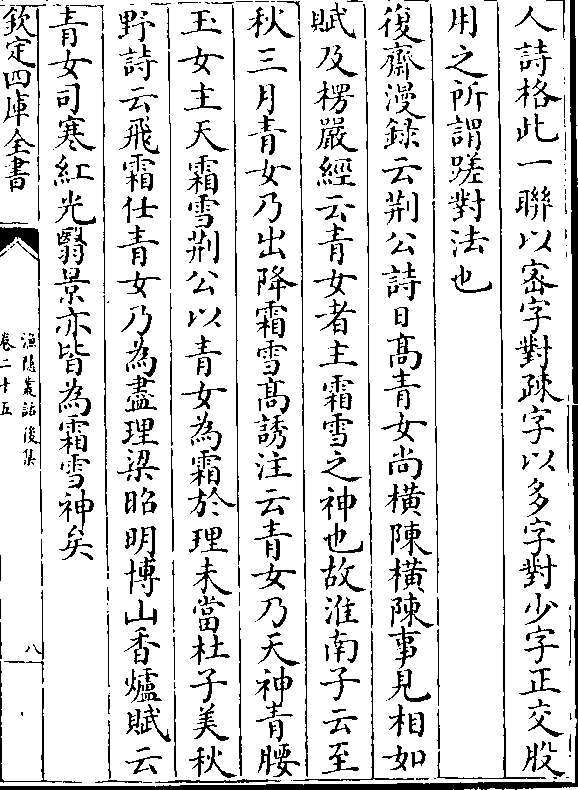 人詩格此一聯以密字對疎字以多字對少字正交股
用之所謂蹉對法也
復齋漫録云荆公詩日髙青女尚橫陳橫陳事見相如
賦及楞嚴經云青女者主霜雪之神也故淮南子云至
秋三月青女乃出降霜雪髙誘注云青女乃天神青腰
玉女主天霜雪荆公以青女為霜於理未當杜子美秋
野詩云飛霜任青女乃為盡理梁昭明博山香爐賦云
青女司寒紅光翳景亦皆為霜雪神矣
欽定四庫全書
漁隠叢話後集
卷二十五
八